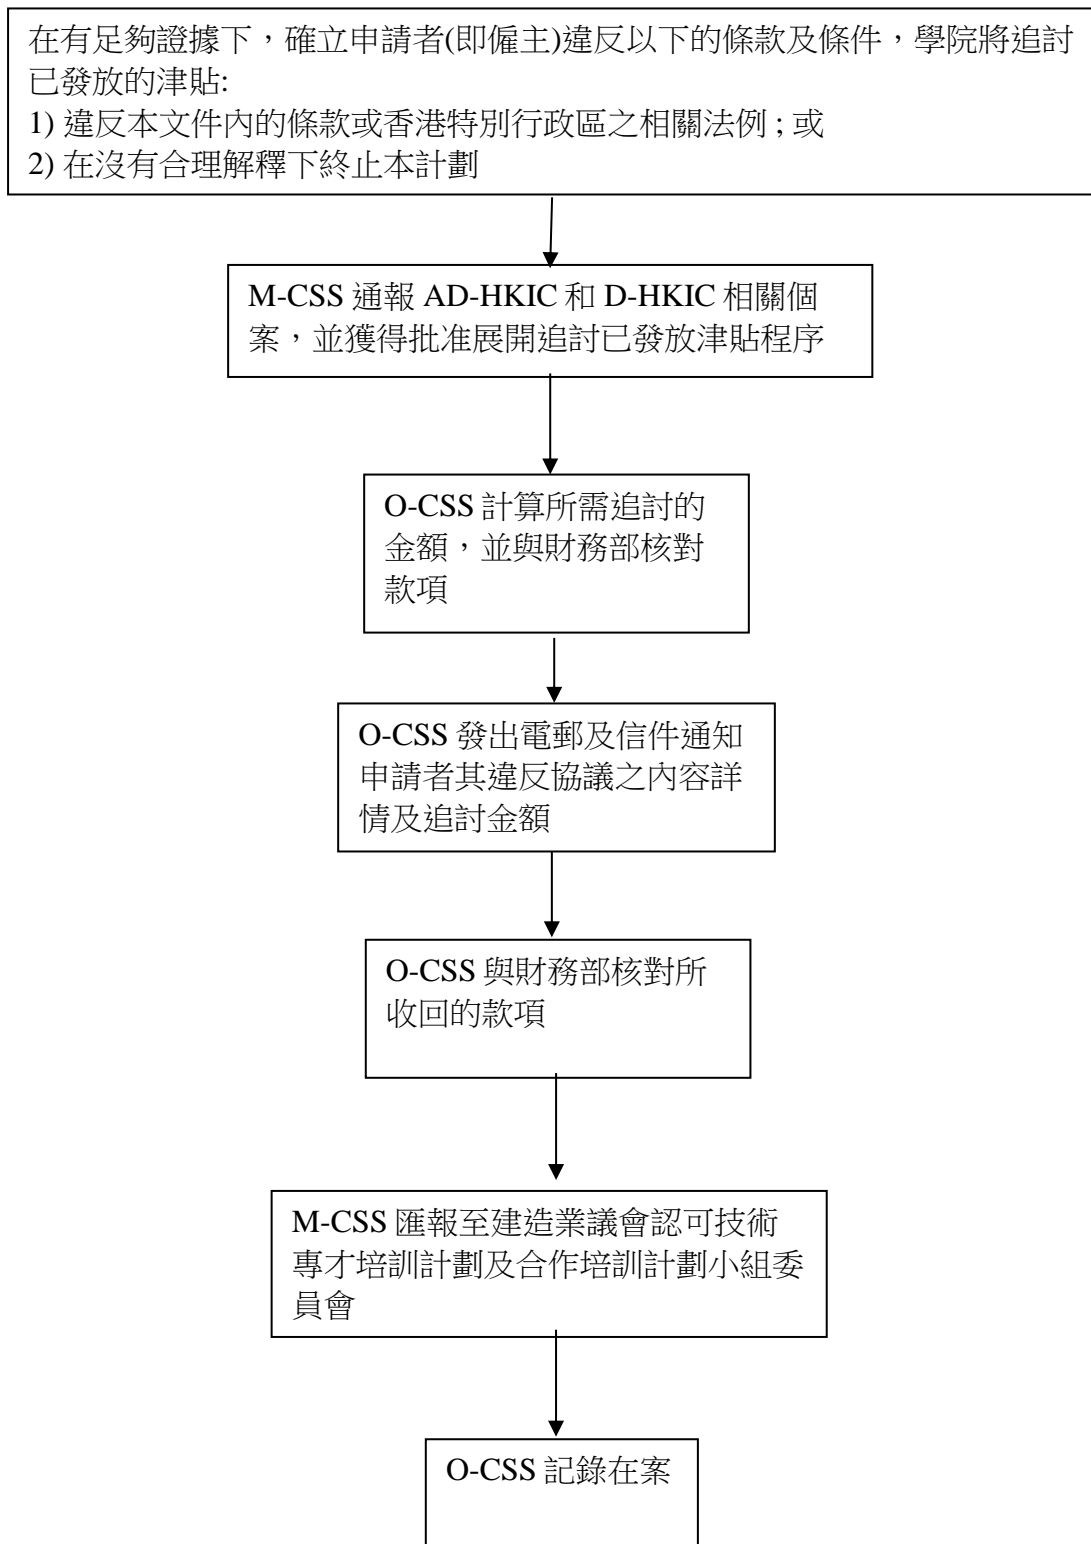 在有足夠證據下，確立申請者(即僱主)違反以下的條款及條件，學院將追討
已發放的津貼:
1) 違反本文件內的條款或香港特別行政區之相關法例 ; 或
2) 在沒有合理解釋下終止本計劃
M-CSS 通報 AD-HKIC 和 D-HKIC 相關個
案，並獲得批准展開追討已發放津貼程序
O-CSS 計算所需追討的
金額，並與財務部核對
款項
O-CSS 發出電郵及信件通知
申請者其違反協議之內容詳
情及追討金額
O-CSS 與財務部核對所
收回的款項
M-CSS 匯報至建造業議會認可技術
專才培訓計劃及合作培訓計劃小組委
員會
O-CSS 記錄在案